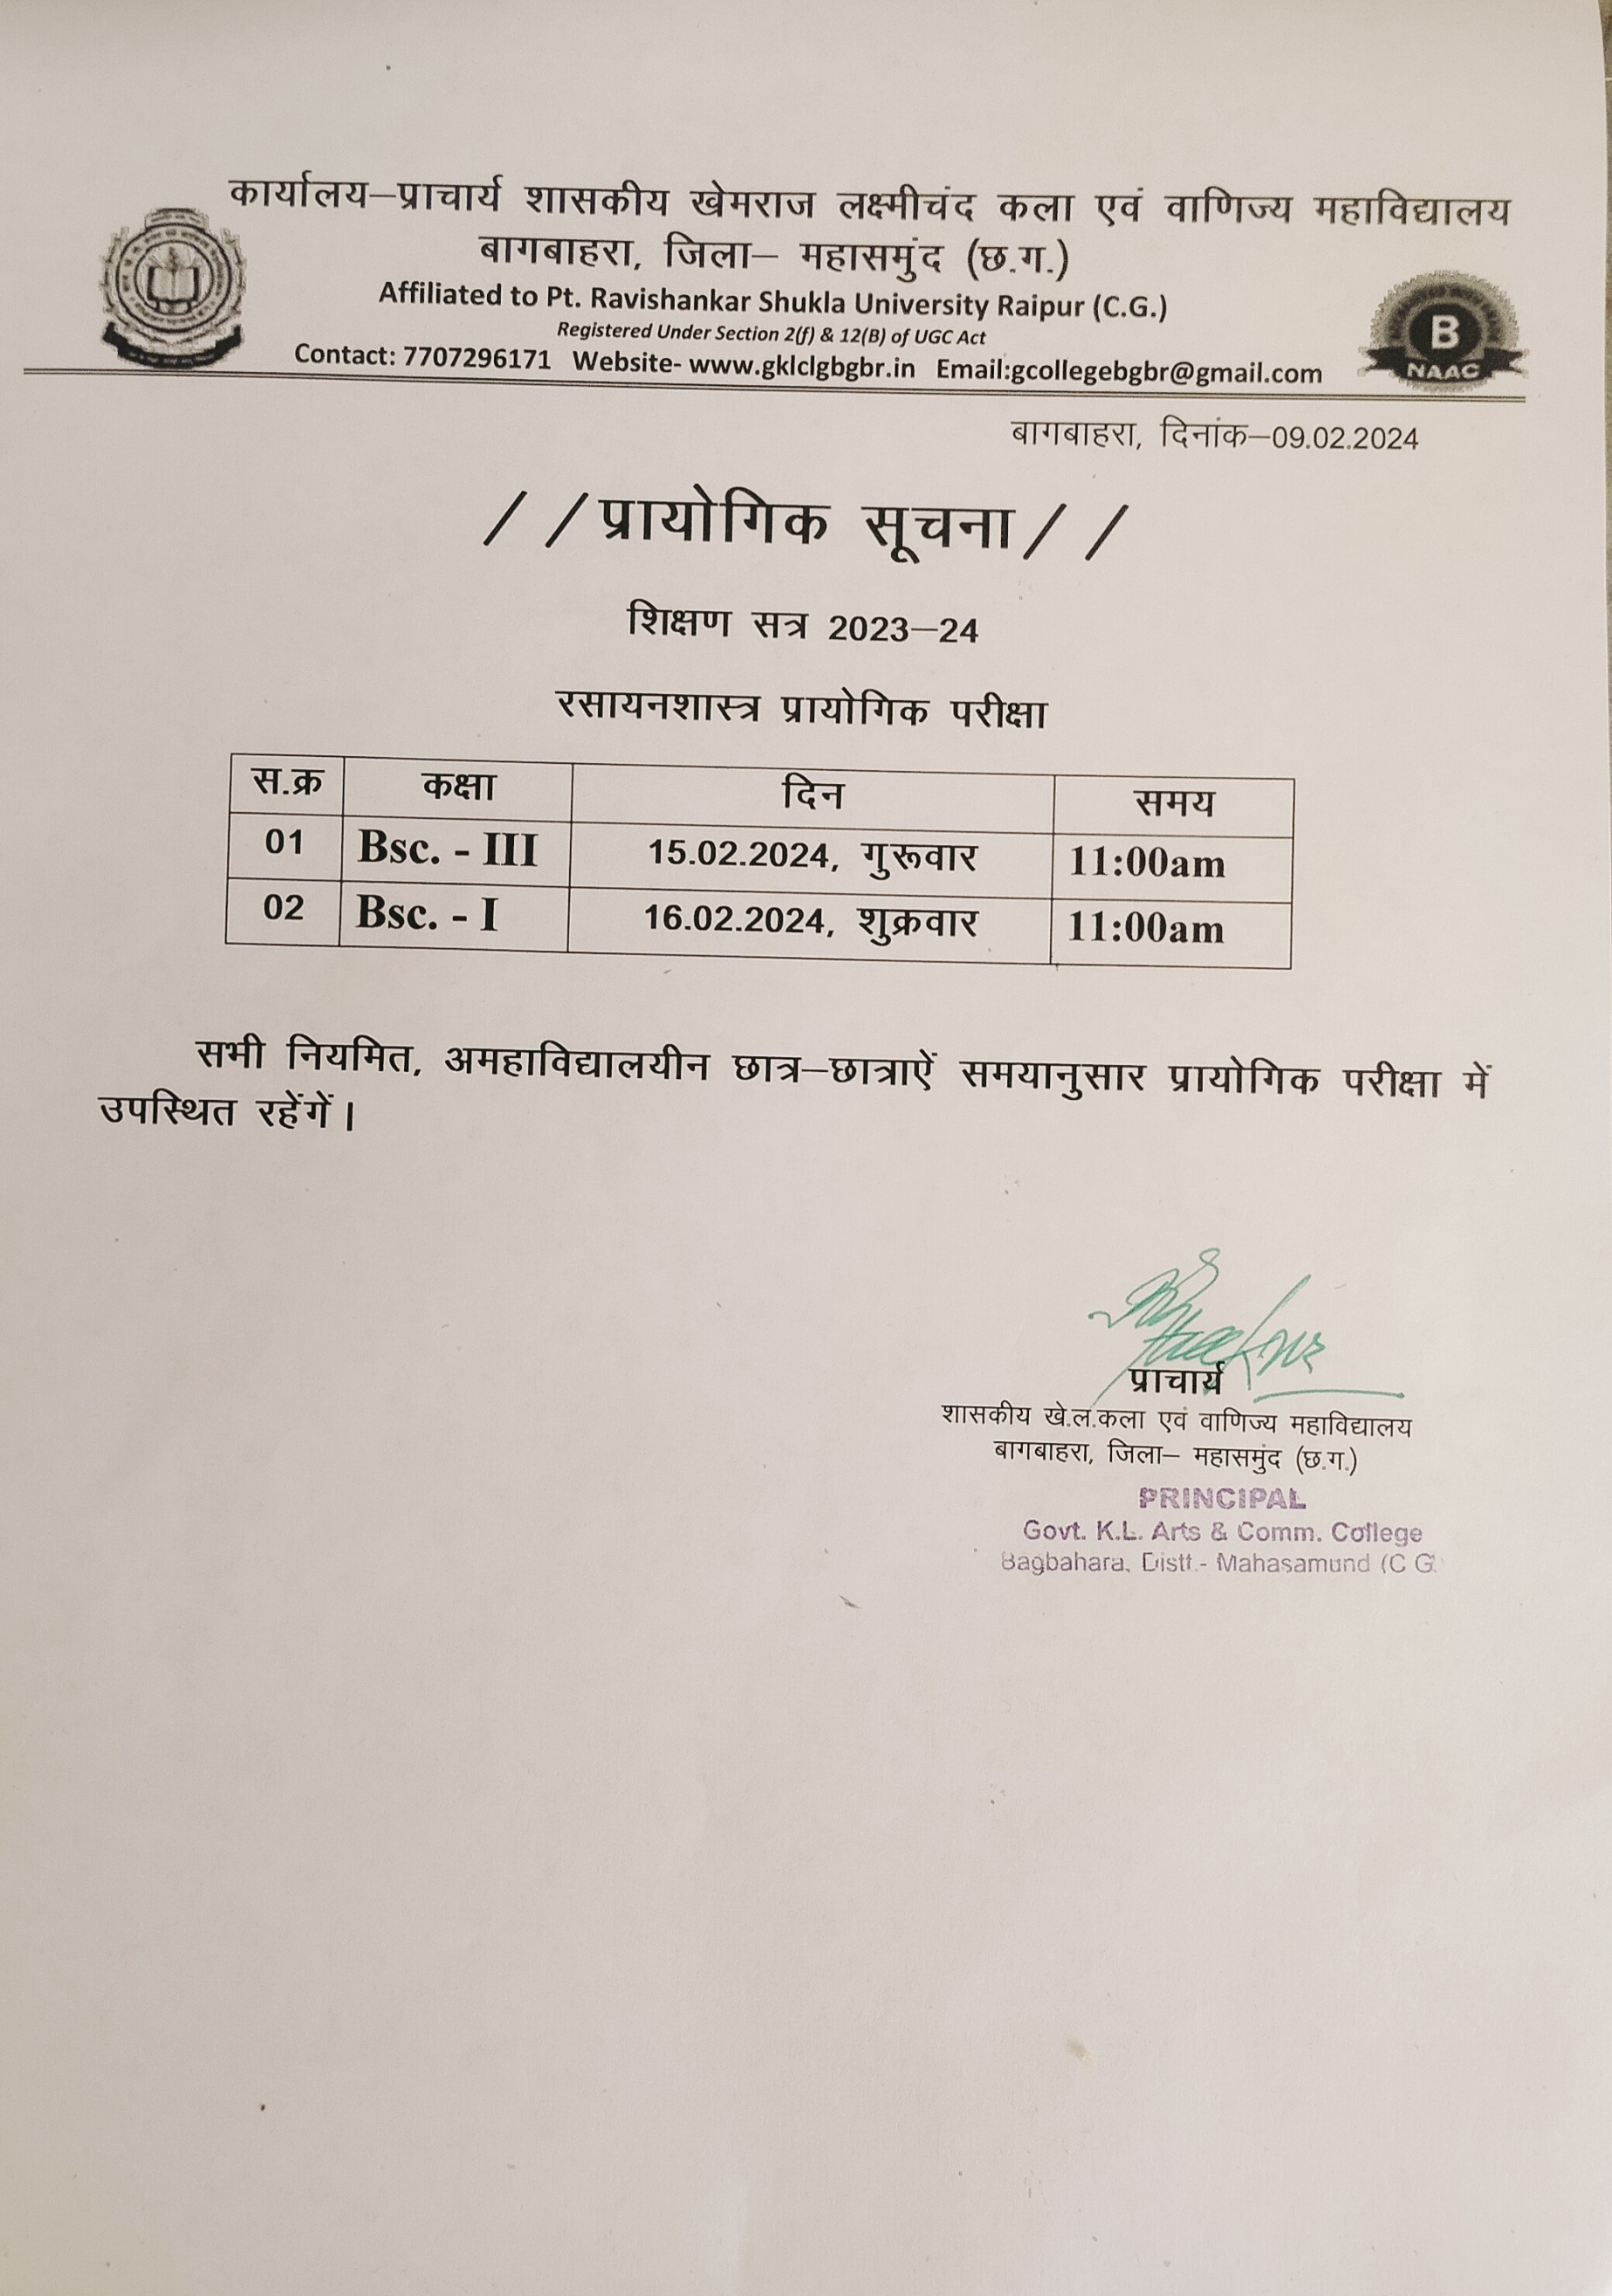 कार्यालय–प्राचार्य शासकीय खेमराज लक्ष्मीचंद कला एवं वाणिज्य महाविद्यालय
बागबाहरा, जिला– महासमुंद (छ.ग.)
Affiliated to Pt. Ravishankar Shukla University Raipur (C.G.)
Registered Under Section 2(f) & 12(B) of UGC Act
Contact: 7707296171 Website- www.gklclgbgbr.in Email:gcollegebgbr@gmail.com
B
NAAC
बागबाहरा, दिनांक–09.02.2024
//प्रायोगिक सूचना//
शिक्षण सत्र 2023–24
रसायनशास्त्र प्रायोगिक परीक्षा
स.क्र कक्षा दिन समय
01 Bsc. - III 15.02.2024, गुरूवार 11:00am
02 Bsc. - I 16.02.2024, शुक्रवार 11:00am
सभी नियमित, अमहाविद्यालयीन छात्र–छात्राऐं समयानुसार प्रायोगिक परीक्षा में
उपस्थित रहेंगें।
प्राचार्य
शासकीय खे.ल.कला एवं वाणिज्य महाविद्यालय
बागबाहरा, जिला– महासमुंद (छ.ग.)
PRINCIPAL
Govt. K.L. Arts & Comm. College
Bagbahara, Distt.- Mahasamund (C G